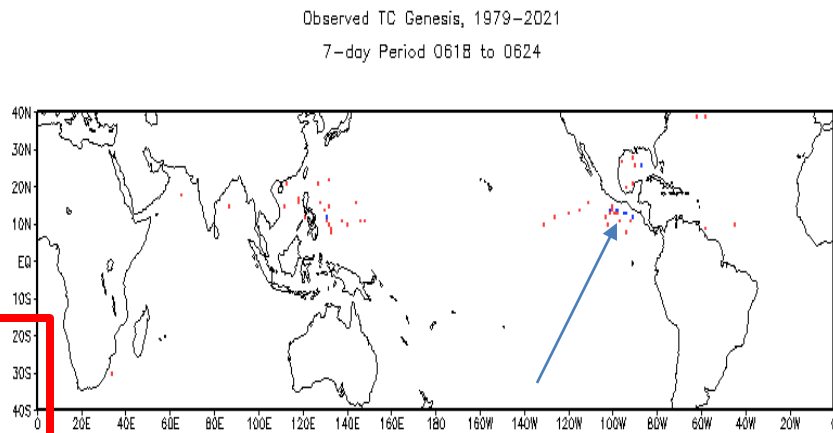 Observed TC Genesis, 1979-2021
7-day Period 0618 to 0624
40N
30N
20N
10N
EQ
10S
20S
30S
40S
0 20E 40E 60E 80E 100E 120E 140E 160E 180 160W 140W 120W 100W 80W 60W 40W 20W 0